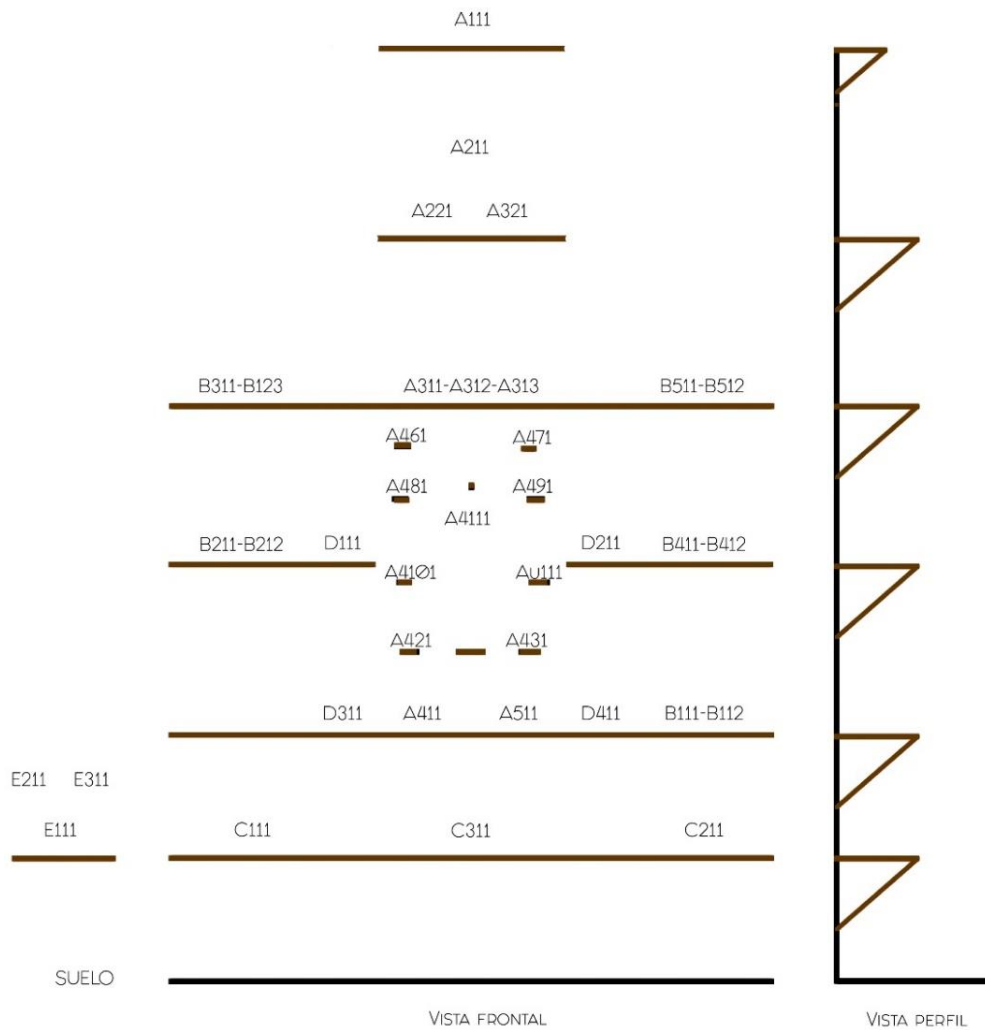 A111
A211
A221 A321
B311-B123 A311-A312-A313 B511-B512
A461 A471
A481 A491
A4111
B211-B212 D111 D211 B411-B412
A4101 Au111
A421 A431
D311 A411 A511 D411 B111-B112
E211 E311
E111 C111 C311 C211
SUELO
VISTA FRONTAL VISTA PERFIL